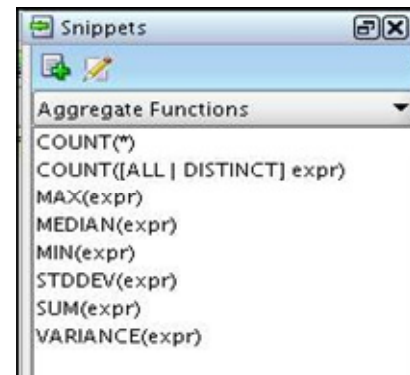 Snippets
Aggregate Functions
COUNT(*)
COUNT([ALL | DISTINCT] expr)
MAX(expr)
MEDIAN(expr)
MIN(expr)
STDDEV(expr)
SUM(expr)
VARIANCE(expr)